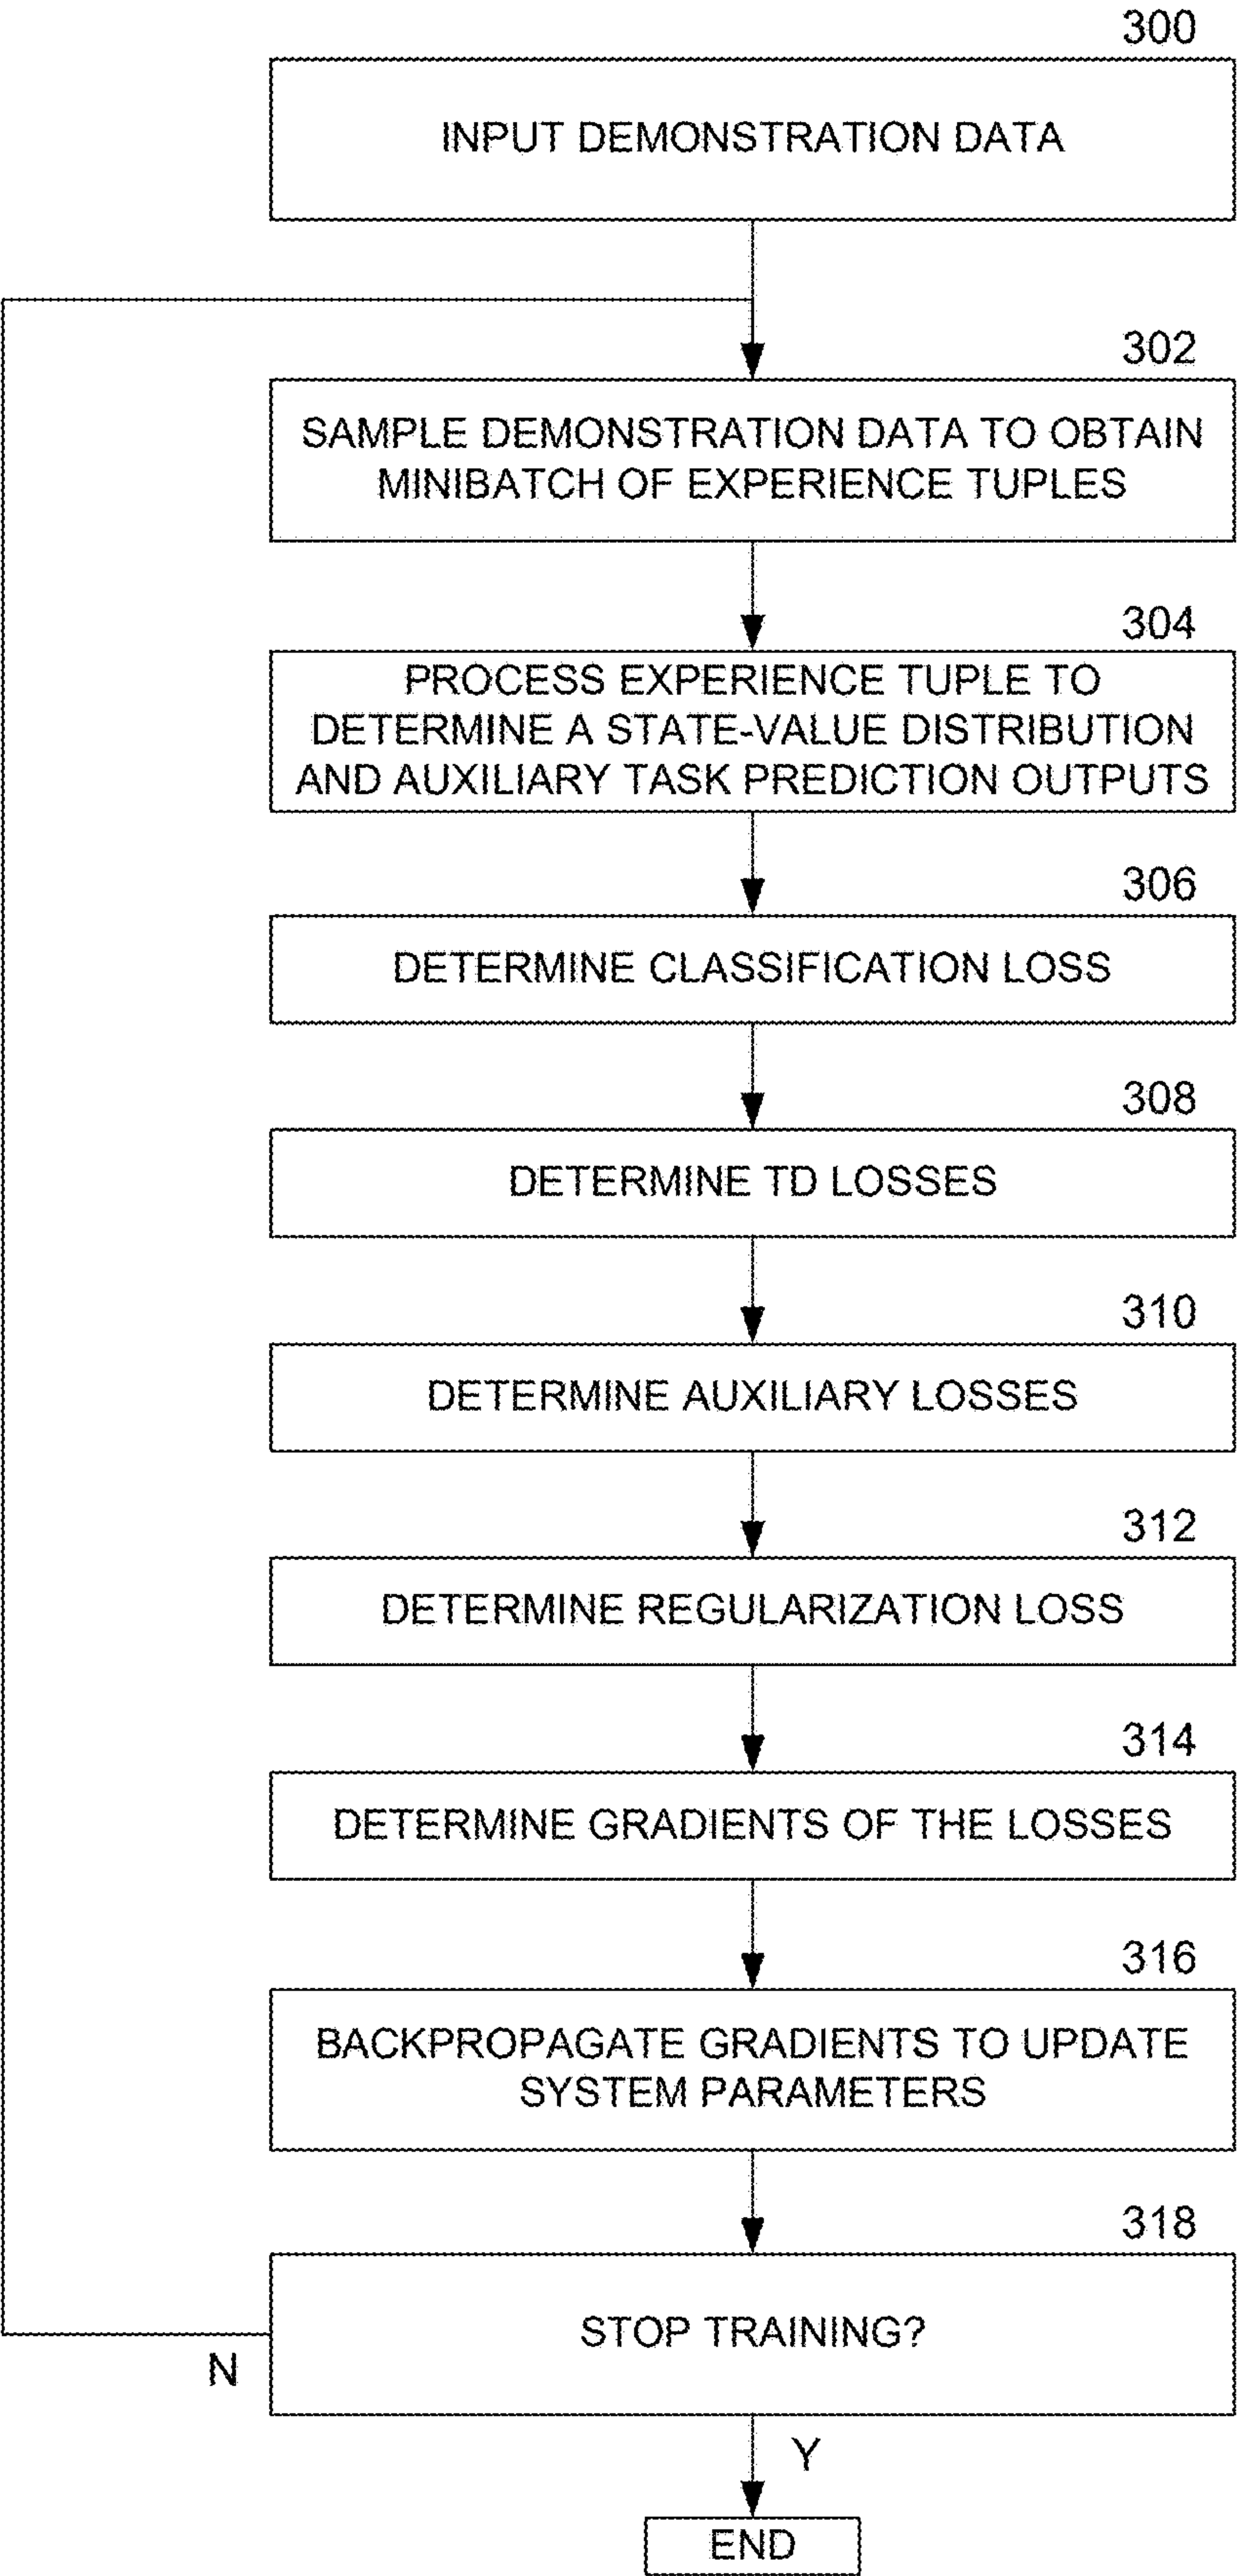 300
INPUT DEMONSTRATION DATA
302
SAMPLE DEMONSTRATION DATA TO OBTAIN
MINIBATCH OF EXPERIENCE TUPLES
304
PROCESS EXPERIENCE TUPLE TO
DETERMINE A STATE-VALUE DISTRIBUTION
AND AUXILIARY TASK PREDICTION OUTPUTS
306
DETERMINE CLASSIFICATION LOSS
308
DETERMINE TD LOSSES
310
DETERMINE AUXILIARY LOSSES
312
DETERMINE REGULARIZATION LOSS
314
DETERMINE GRADIENTS OF THE LOSSES
316
BACKPROPAGATE GRADIENTS TO UPDATE
SYSTEM PARAMETERS
318
STOP TRAINING?
N
Y
END